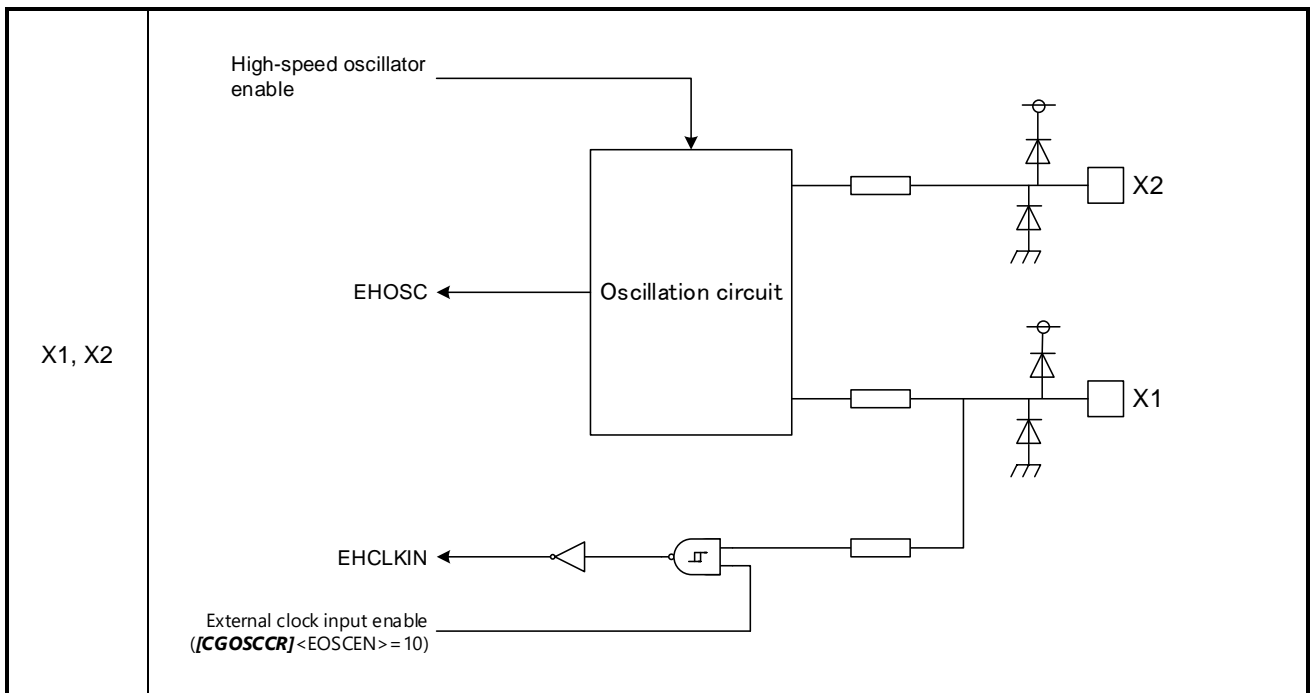 X1, X2
High-speed oscillator
enable
X2
EHOSC
Oscillation circuit
X1
EHCLKIN
External clock input enable
([CGOSCCR]<EOSCEN>=10)